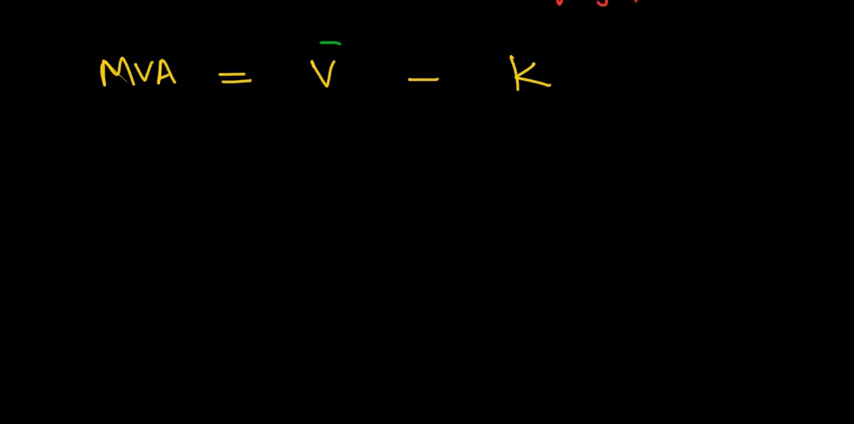 MVA = V - K